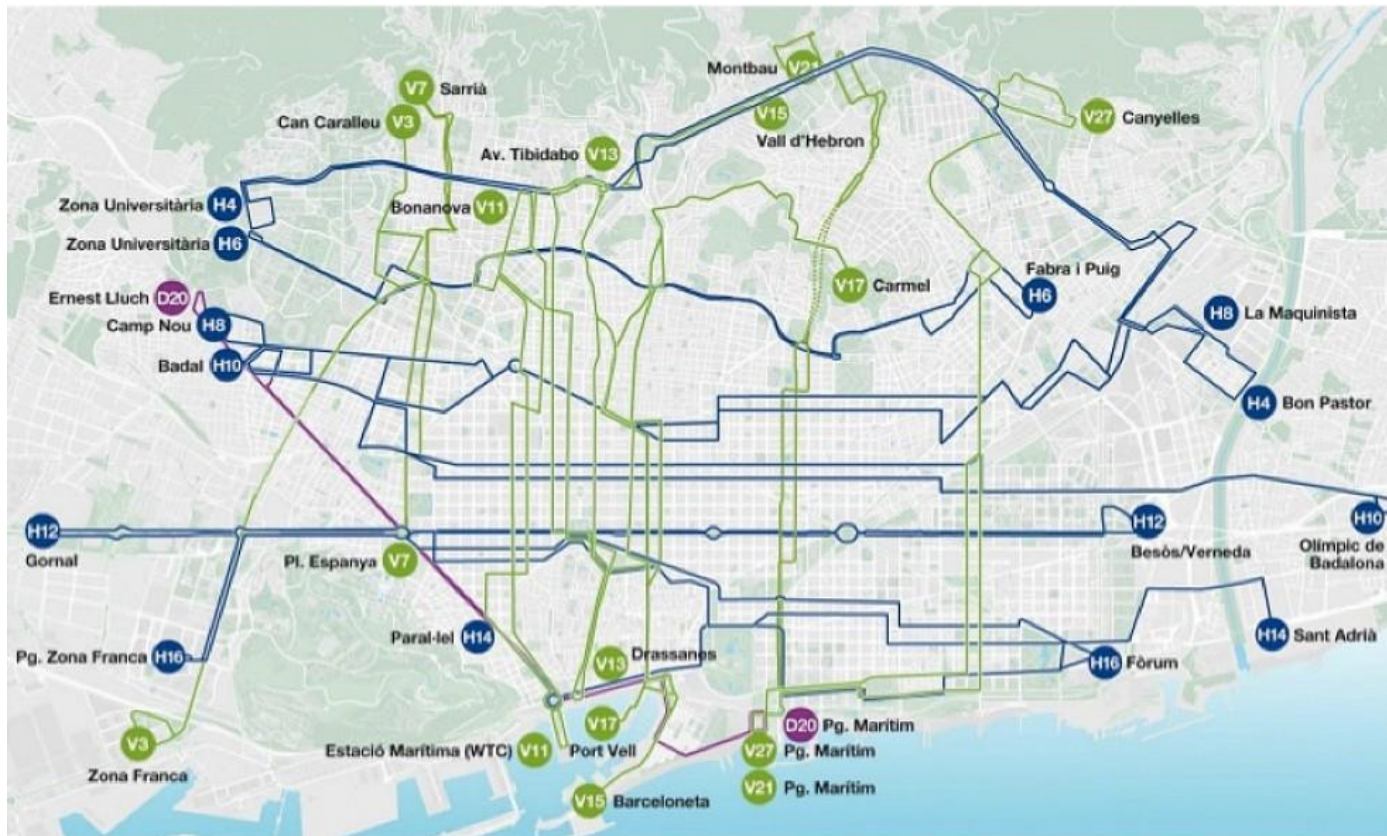 Montbau V21
V7 Sarrià
Can Caralleu V3
V15
Vall d'Hebron
V27 Canyelles
Av. Tibidabo V13
Zona Universitària H4
Bonanova V11
Zona Universitària H6
Fabra i Puig
H6
V17 Carmel
Ernest Lluch D20
Camp Nou H8
H8 La Maquinista
Badal H10
H4 Bon Pastor
H12
Gornal
H12
Besòs/Verneda
H10
Olímpic de
Badalona
Pl. Espanya V7
Paral·lel H14
H14 Sant Adrià
Pg. Zona Franca H16
V13 Drassanes
H16 Fòrum
V3
Zona Franca
Estació Marítima (WTC) V11
V17
Port Vell
D20 Pg. Marítim
V27 Pg. Marítim
V21 Pg. Marítim
V15 Barceloneta